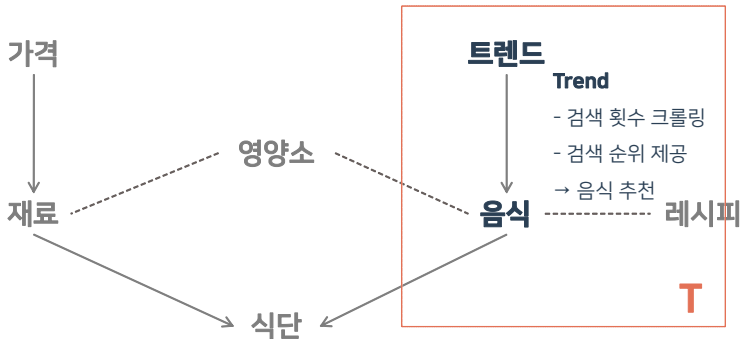 가격
트렌드
Trend
- 검색 횟수 크롤링
- 검색 순위 제공
→ 음식 추천
영양소
재료
음식
레시피
T
식단